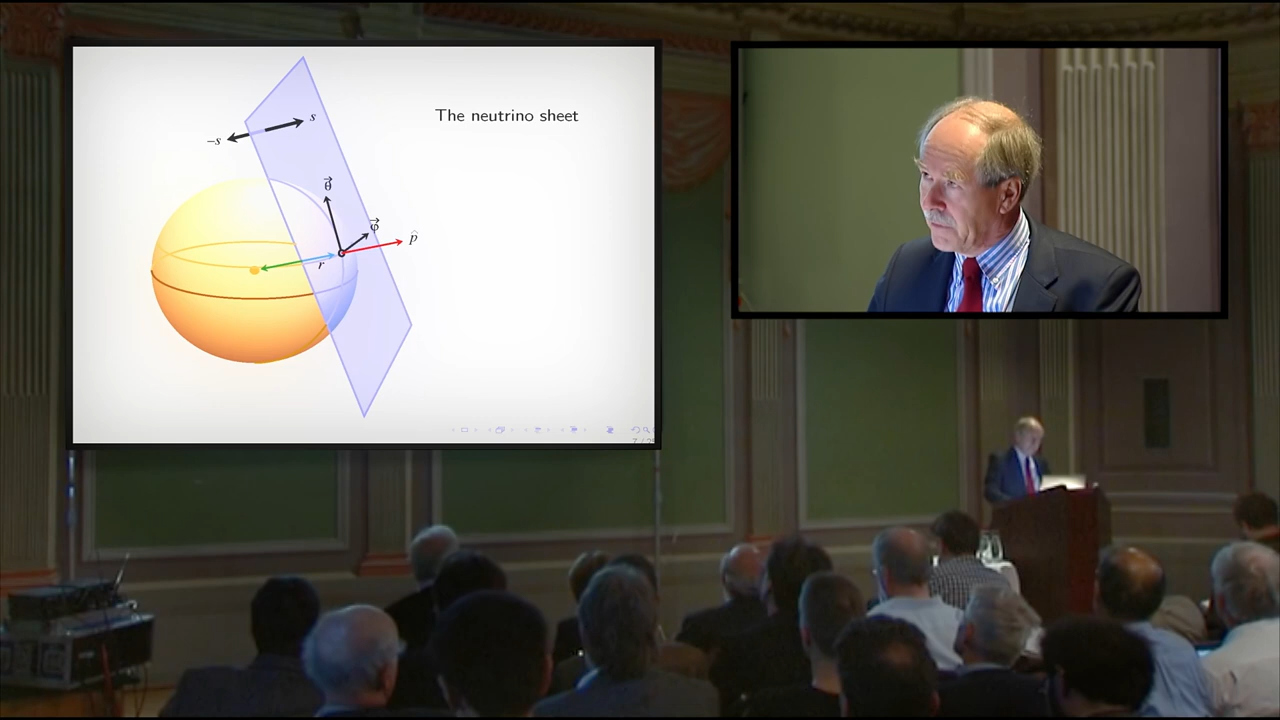 The neutrino sheet
s
−s
θ
φ
p̂
r